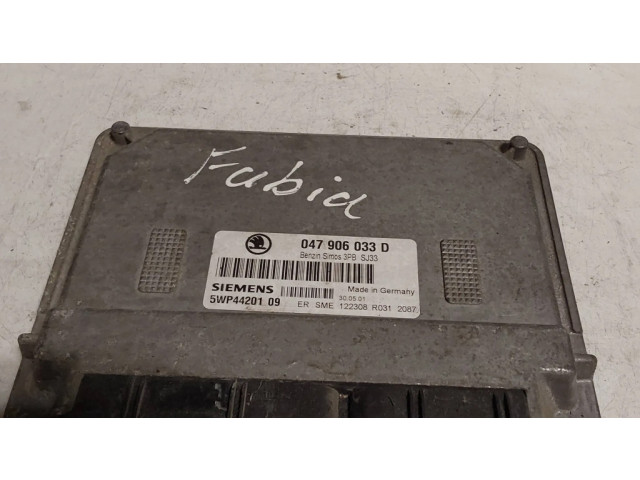 Fabia
047 906 033 D
Benzin Simos 3PB SJ33
SIEMENS
Made in Germany
30.05.01
5WP44201 09
ER SME 122308 R031 2087